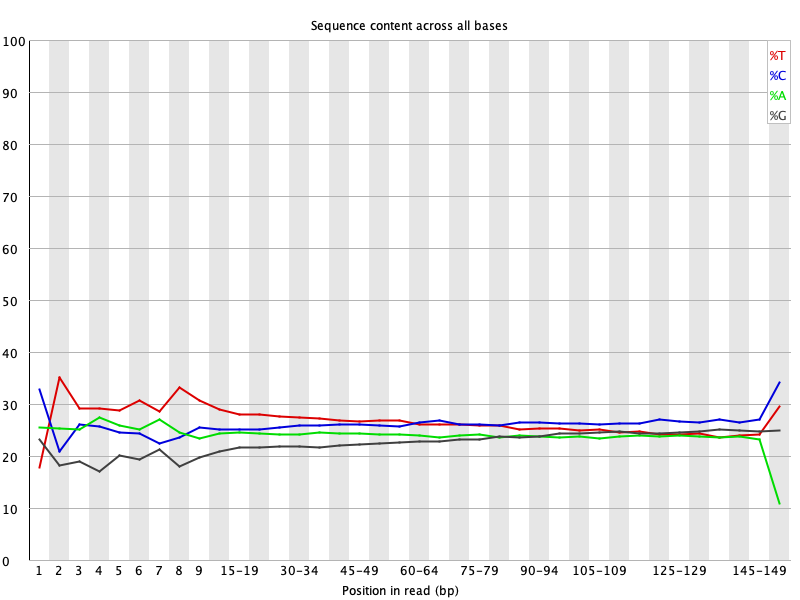 Sequence content across all bases
100
90
80
70
60
50
40
30
20
10
0
%T
%C
%A
%G
1 2 3 4 5 6 7 8 9 15-19 30-34 45-49 60-64 75-79 90-94 105-109 125-129 145-149
Position in read (bp)